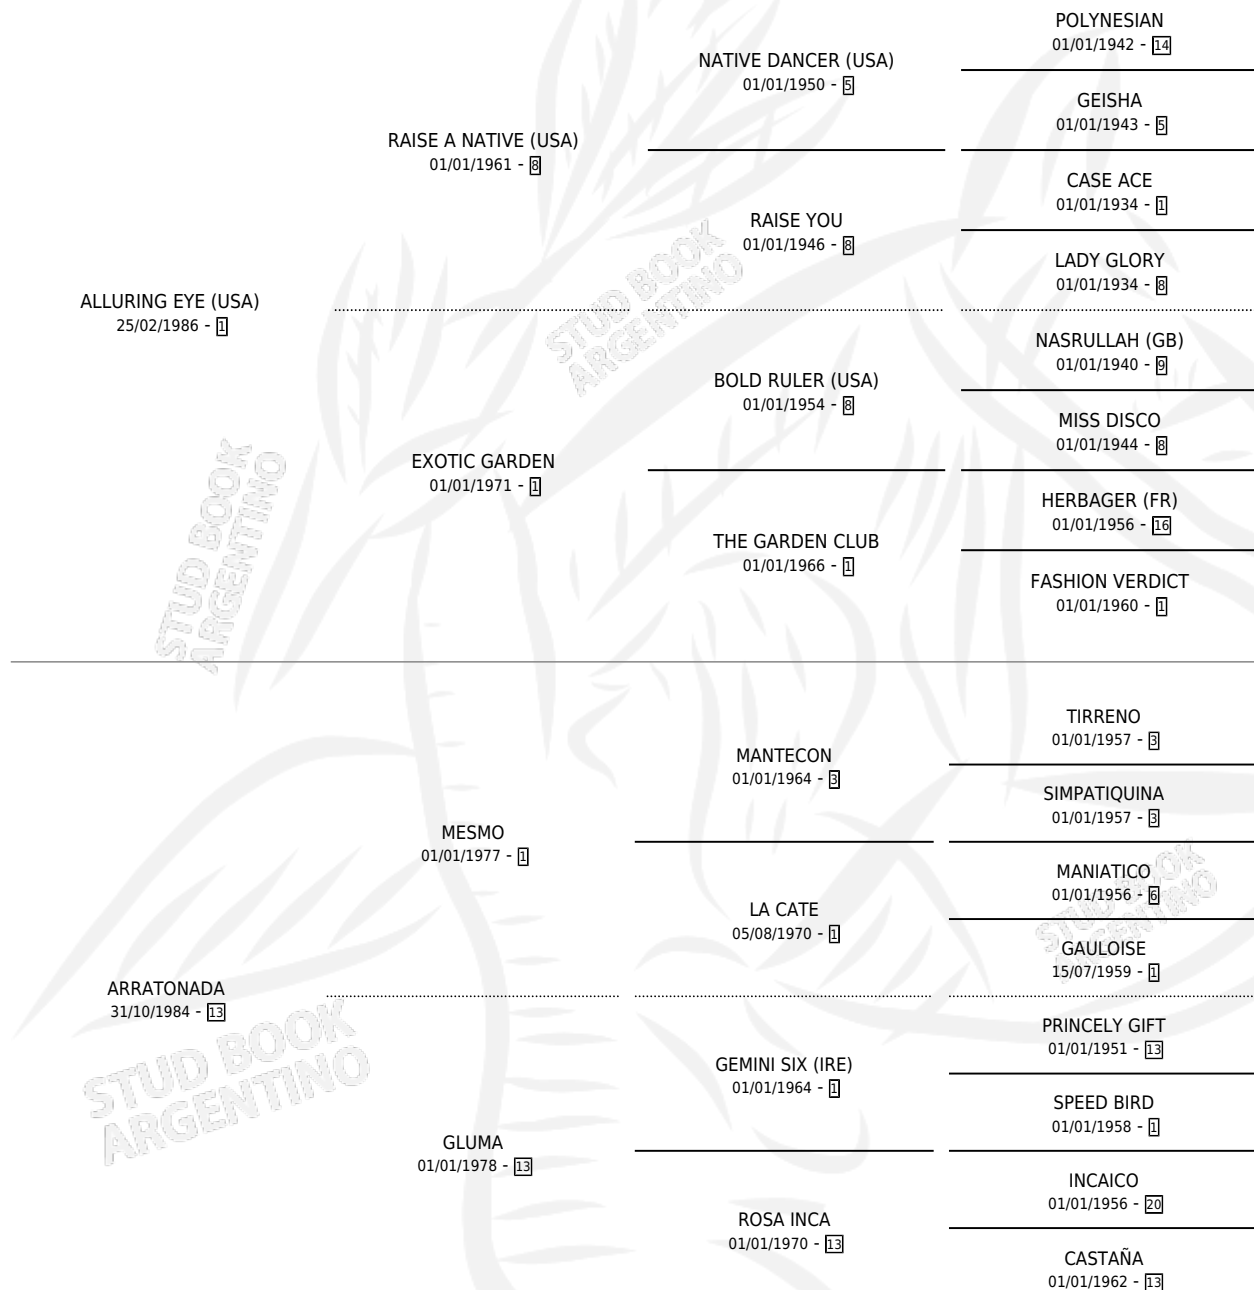 POLYNESIAN
01/01/1942 - 14
NATIVE DANCER (USA)
01/01/1950 - 5
GEISHA
01/01/1943 - 5
RAISE A NATIVE (USA)
01/01/1961 - 8
CASE ACE
01/01/1934 - 1
RAISE YOU
01/01/1946 - 8
LADY GLORY
01/01/1934 - 8
ALLURING EYE (USA)
25/02/1986 - 1
STUD BOOK
ARGENTINO
NASRULLAH (GB)
01/01/1940 - 9
BOLD RULER (USA)
01/01/1954 - 8
MISS DISCO
01/01/1944 - 8
EXOTIC GARDEN
01/01/1971 - 1
HERBAGER (FR)
01/01/1956 - 16
THE GARDEN CLUB
01/01/1966 - 1
FASHION VERDICT
01/01/1960 - 1
STUD BOOK
ARGENTINO
TIRRENO
01/01/1957 - 3
MANTECON
01/01/1964 - 3
SIMPATIQUINA
01/01/1957 - 3
MESMO
01/01/1977 - 1
MANIATICO
01/01/1956 - 6
LA CATE
05/08/1970 - 1
STUD BOOK
ARGENTINO
GAULOISE
15/07/1959 - 1
ARRATONADA
31/10/1984 - 13
PRINCELY GIFT
01/01/1951 - 13
GEMINI SIX (IRE)
01/01/1964 - 1
SPEED BIRD
01/01/1958 - 1
STUD BOOK
ARGENTINO
GLUMA
01/01/1978 - 13
INCAICO
01/01/1956 - 20
ROSA INCA
01/01/1970 - 13
CASTAÑA
01/01/1962 - 13